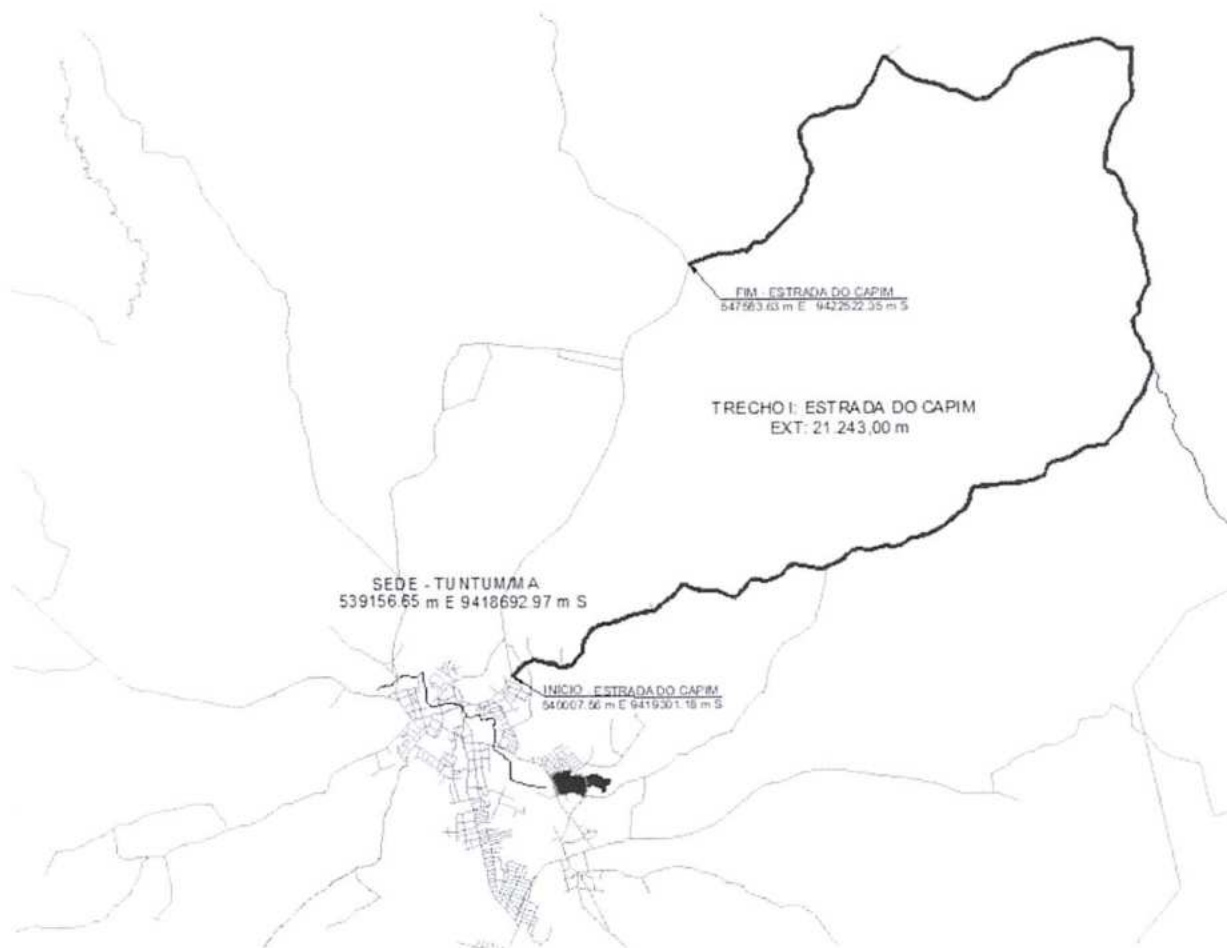 FIM - ESTRADA DO CAPIM
547583.63 m E 9422522.35 m S
TRECHO I: ESTRADA DO CAPIM
EXT: 21.243,00 m
SEDE - TUNTUM/MA
539156.65 m E 9418692.97 m S
INÍCIO - ESTRADA DO CAPIM
540007.56 m E 9419301.18 m S